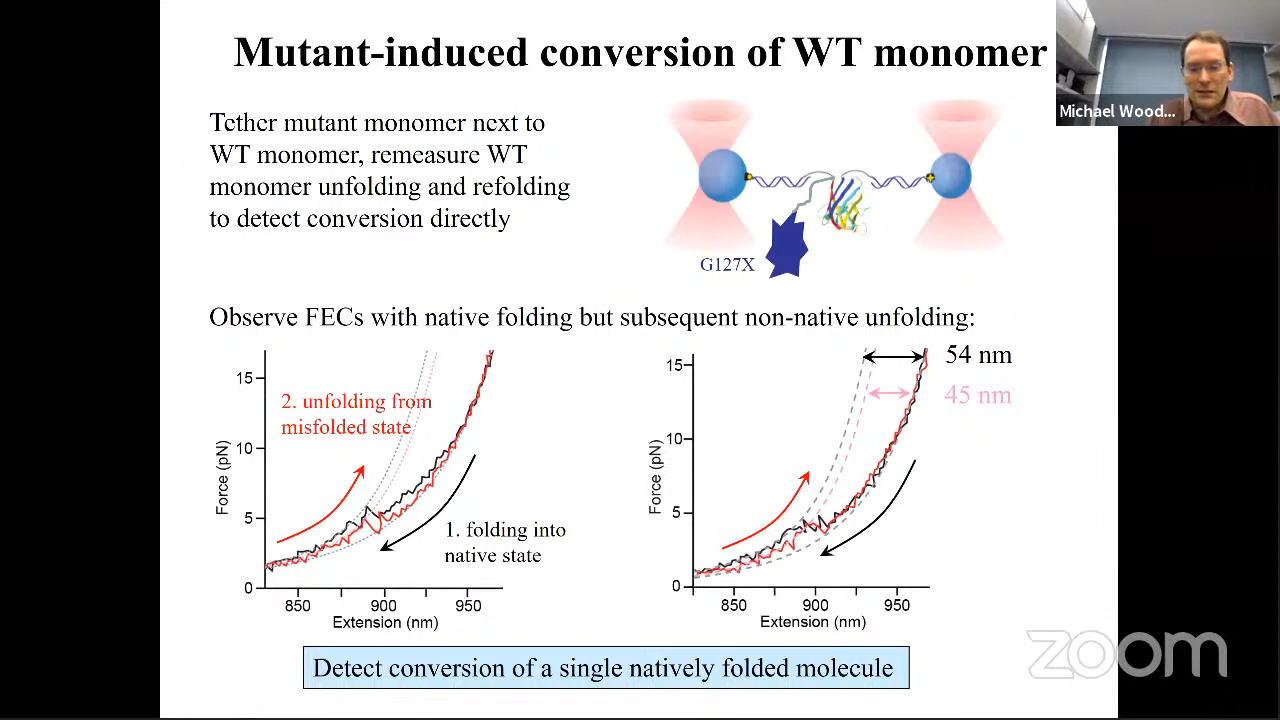 Mutant-induced conversion of WT monomer
Michael Wood...
Tether mutant monomer next to
WT monomer, remeasure WT
monomer unfolding and refolding
to detect conversion directly
G127X
Observe FECs with native folding but subsequent non-native unfolding:
15
10
5
0
Force (pN)
2. unfolding from
misfolded state
1. folding into
native state
850
900
950
Extension (nm)
15
10
5
0
Force (pN)
54 nm
45 nm
850
900
950
Extension (nm)
Detect conversion of a single natively folded molecule
zoom